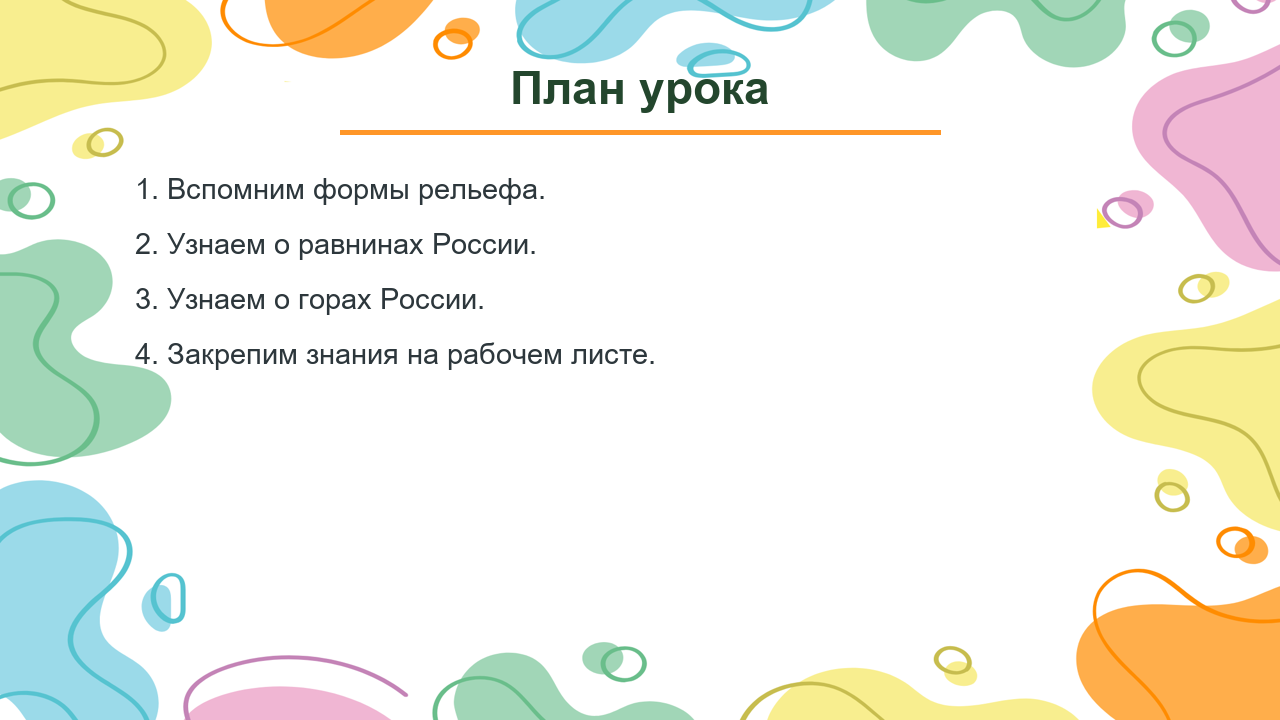 План урока
1. Вспомним формы рельефа.
2. Узнаем о равнинах России.
3. Узнаем о горах России.
4. Закрепим знания на рабочем листе.